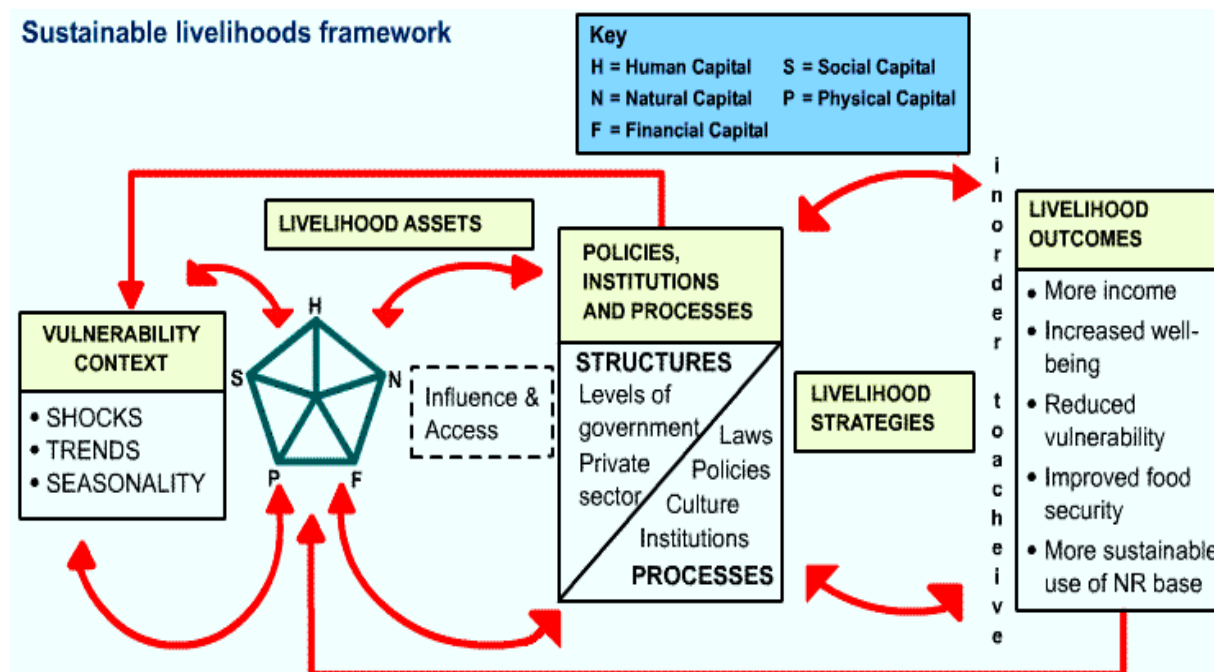 Sustainable livelihoods framework
Key
H = Human Capital S = Social Capital
N = Natural Capital P = Physical Capital
F = Financial Capital
LIVELIHOOD ASSETS
VULNERABILITY
CONTEXT
• SHOCKS
• TRENDS
• SEASONALITY
H
S
N
P
F
Influence &
Access
POLICIES,
INSTITUTIONS
AND PROCESSES
STRUCTURES
Levels of
government
Private
sector
Laws
Policies
Culture
Institutions
PROCESSES
LIVELIHOOD
STRATEGIES
inorder toacheive
LIVELIHOOD
OUTCOMES
• More income
• Increased well-
being
• Reduced
vulnerability
• Improved food
security
• More sustainable
use of NR base